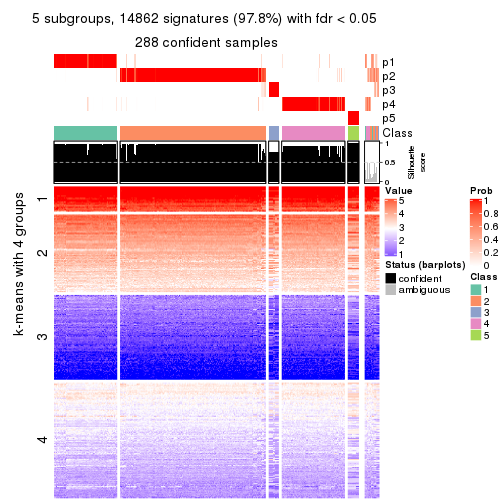 5 subgroups, 14862 signatures (97.8%) with fdr < 0.05
288 confident samples
p1
p2
p3
p4
p5
Class
1
0.5
0
Silhouette
score
k-means with 4 groups
1
2
3
4
Value
5
4
3
2
1
Status (barplots)
confident
ambiguous
Prob
1
0.8
0.6
0.4
0.2
0
Class
1
2
3
4
5